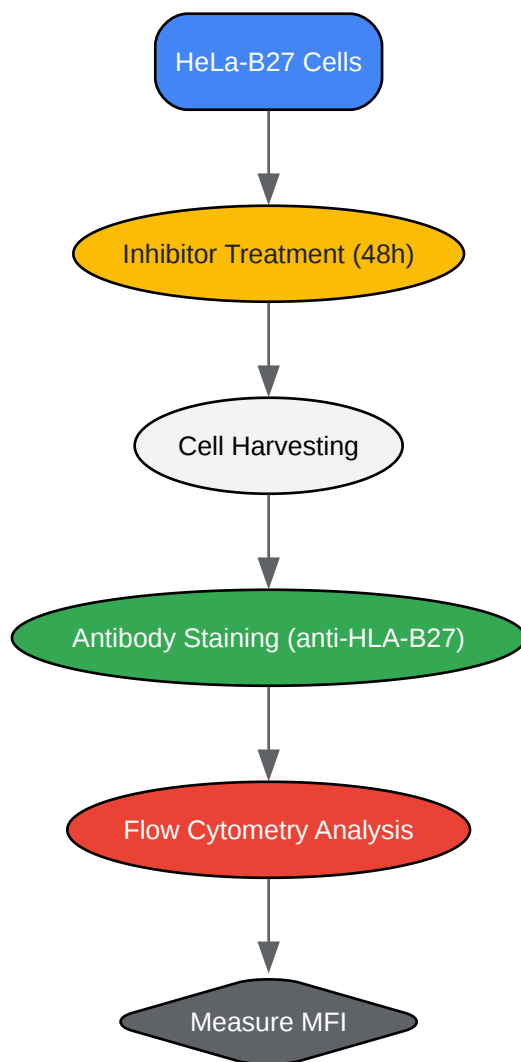 HeLa-B27 Cells
Inhibitor Treatment (48h)
Cell Harvesting
Antibody Staining (anti-HLA-B27)
Flow Cytometry Analysis
Measure MFI